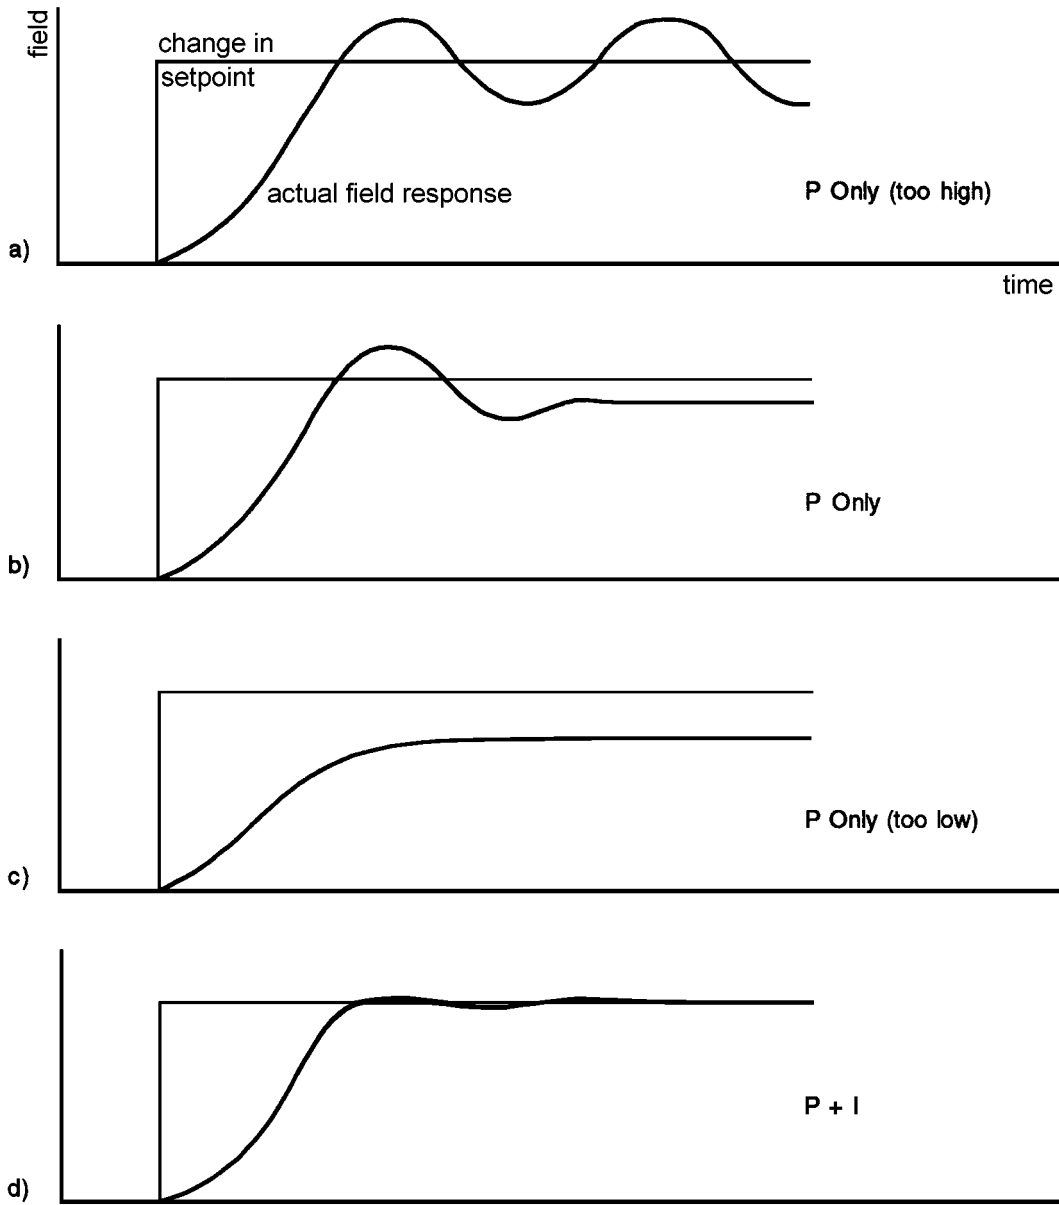 field
change in
setpoint
actual field response
P Only (too high)
a)
time
P Only
b)
P Only (too low)
c)
P + I
d)